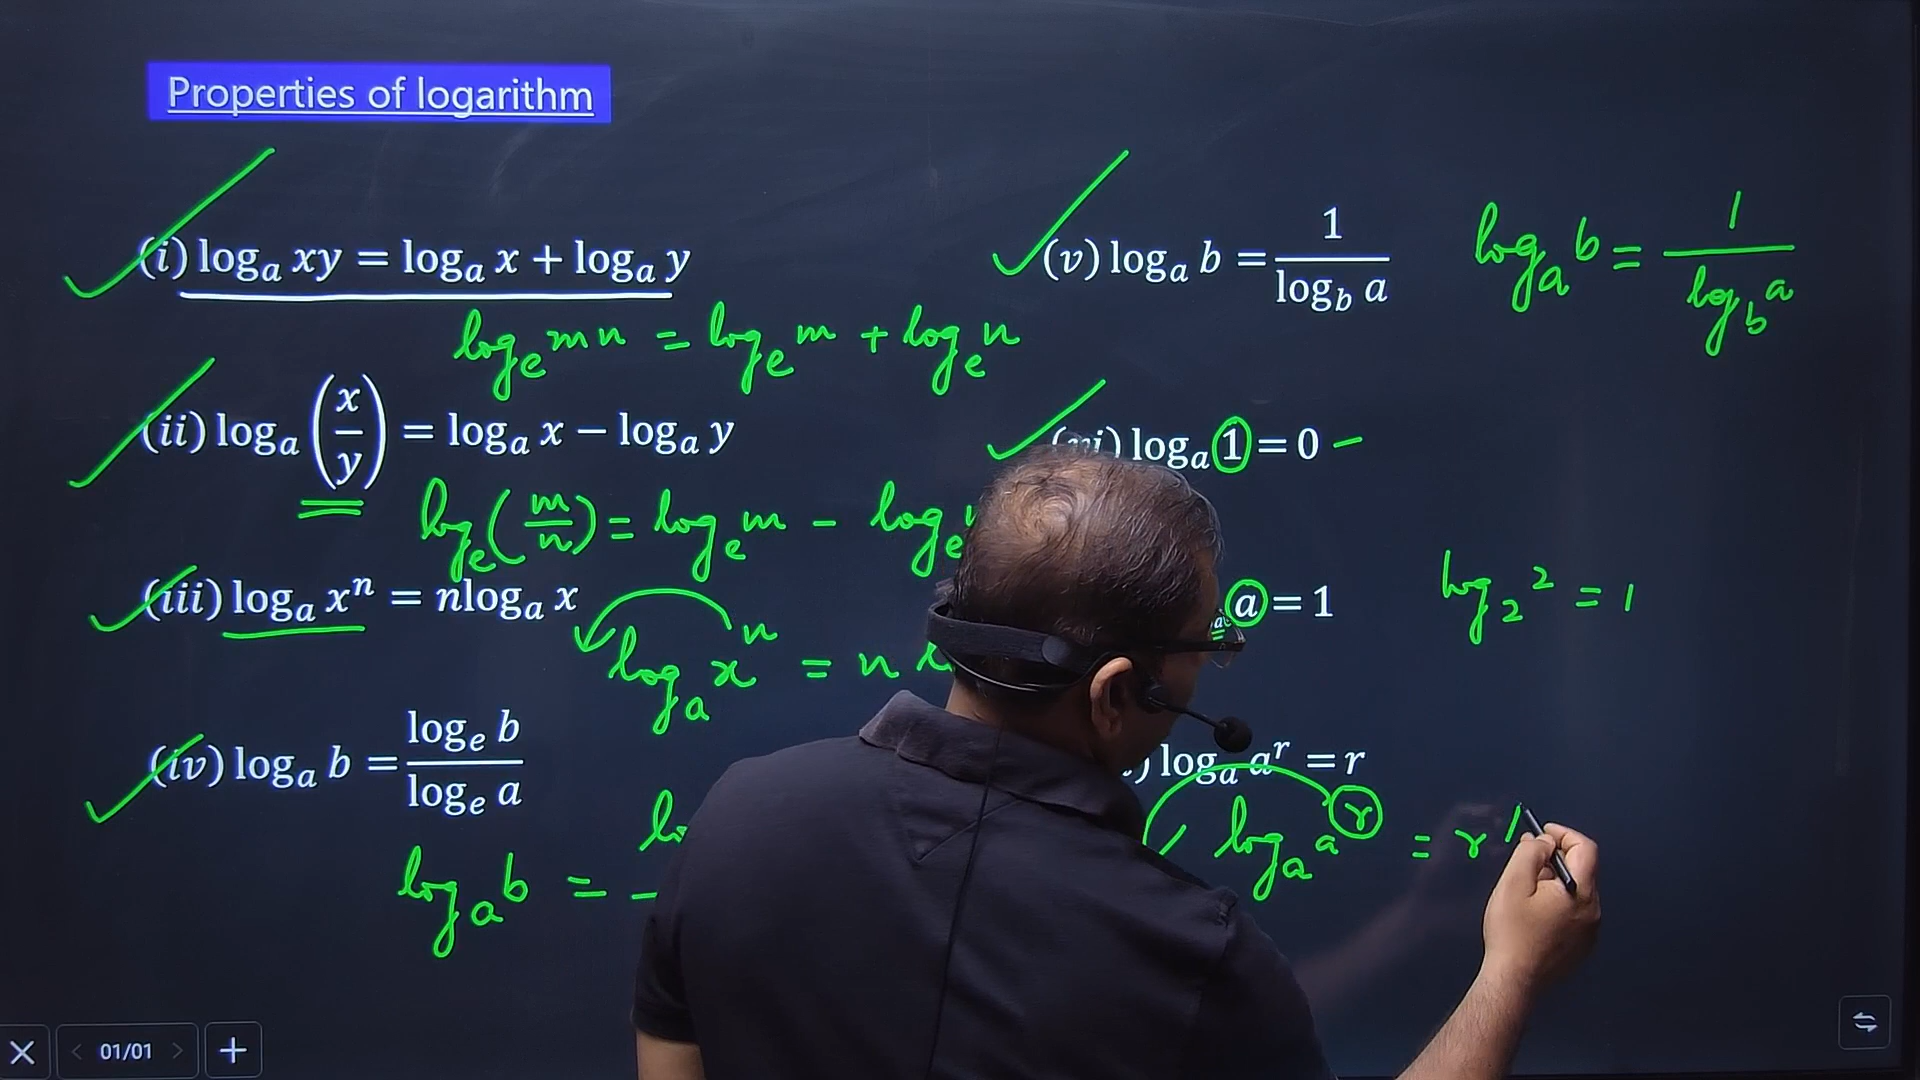 Properties of logarithm
(i) logₐ xy = logₐ x + logₐ y
logₑ mn = logₑ m + logₑ n
(ii) logₐ (x/y) = logₐ x − logₐ y
logₑ (m/n) = logₑ m − logₑ
(iii) logₐ xⁿ = nlogₐ x
logₐ xⁿ = n
(iv) logₐ b = logₑ b / logₑ a
logₐ b =
(v) logₐ b = 1 / log_b a
logₐ b = 1 / log_b a
logₐ 1 = 0
a = 1
log₂ 2 = 1
) logₐ aʳ = r
logₐ aʳ = r
01/01